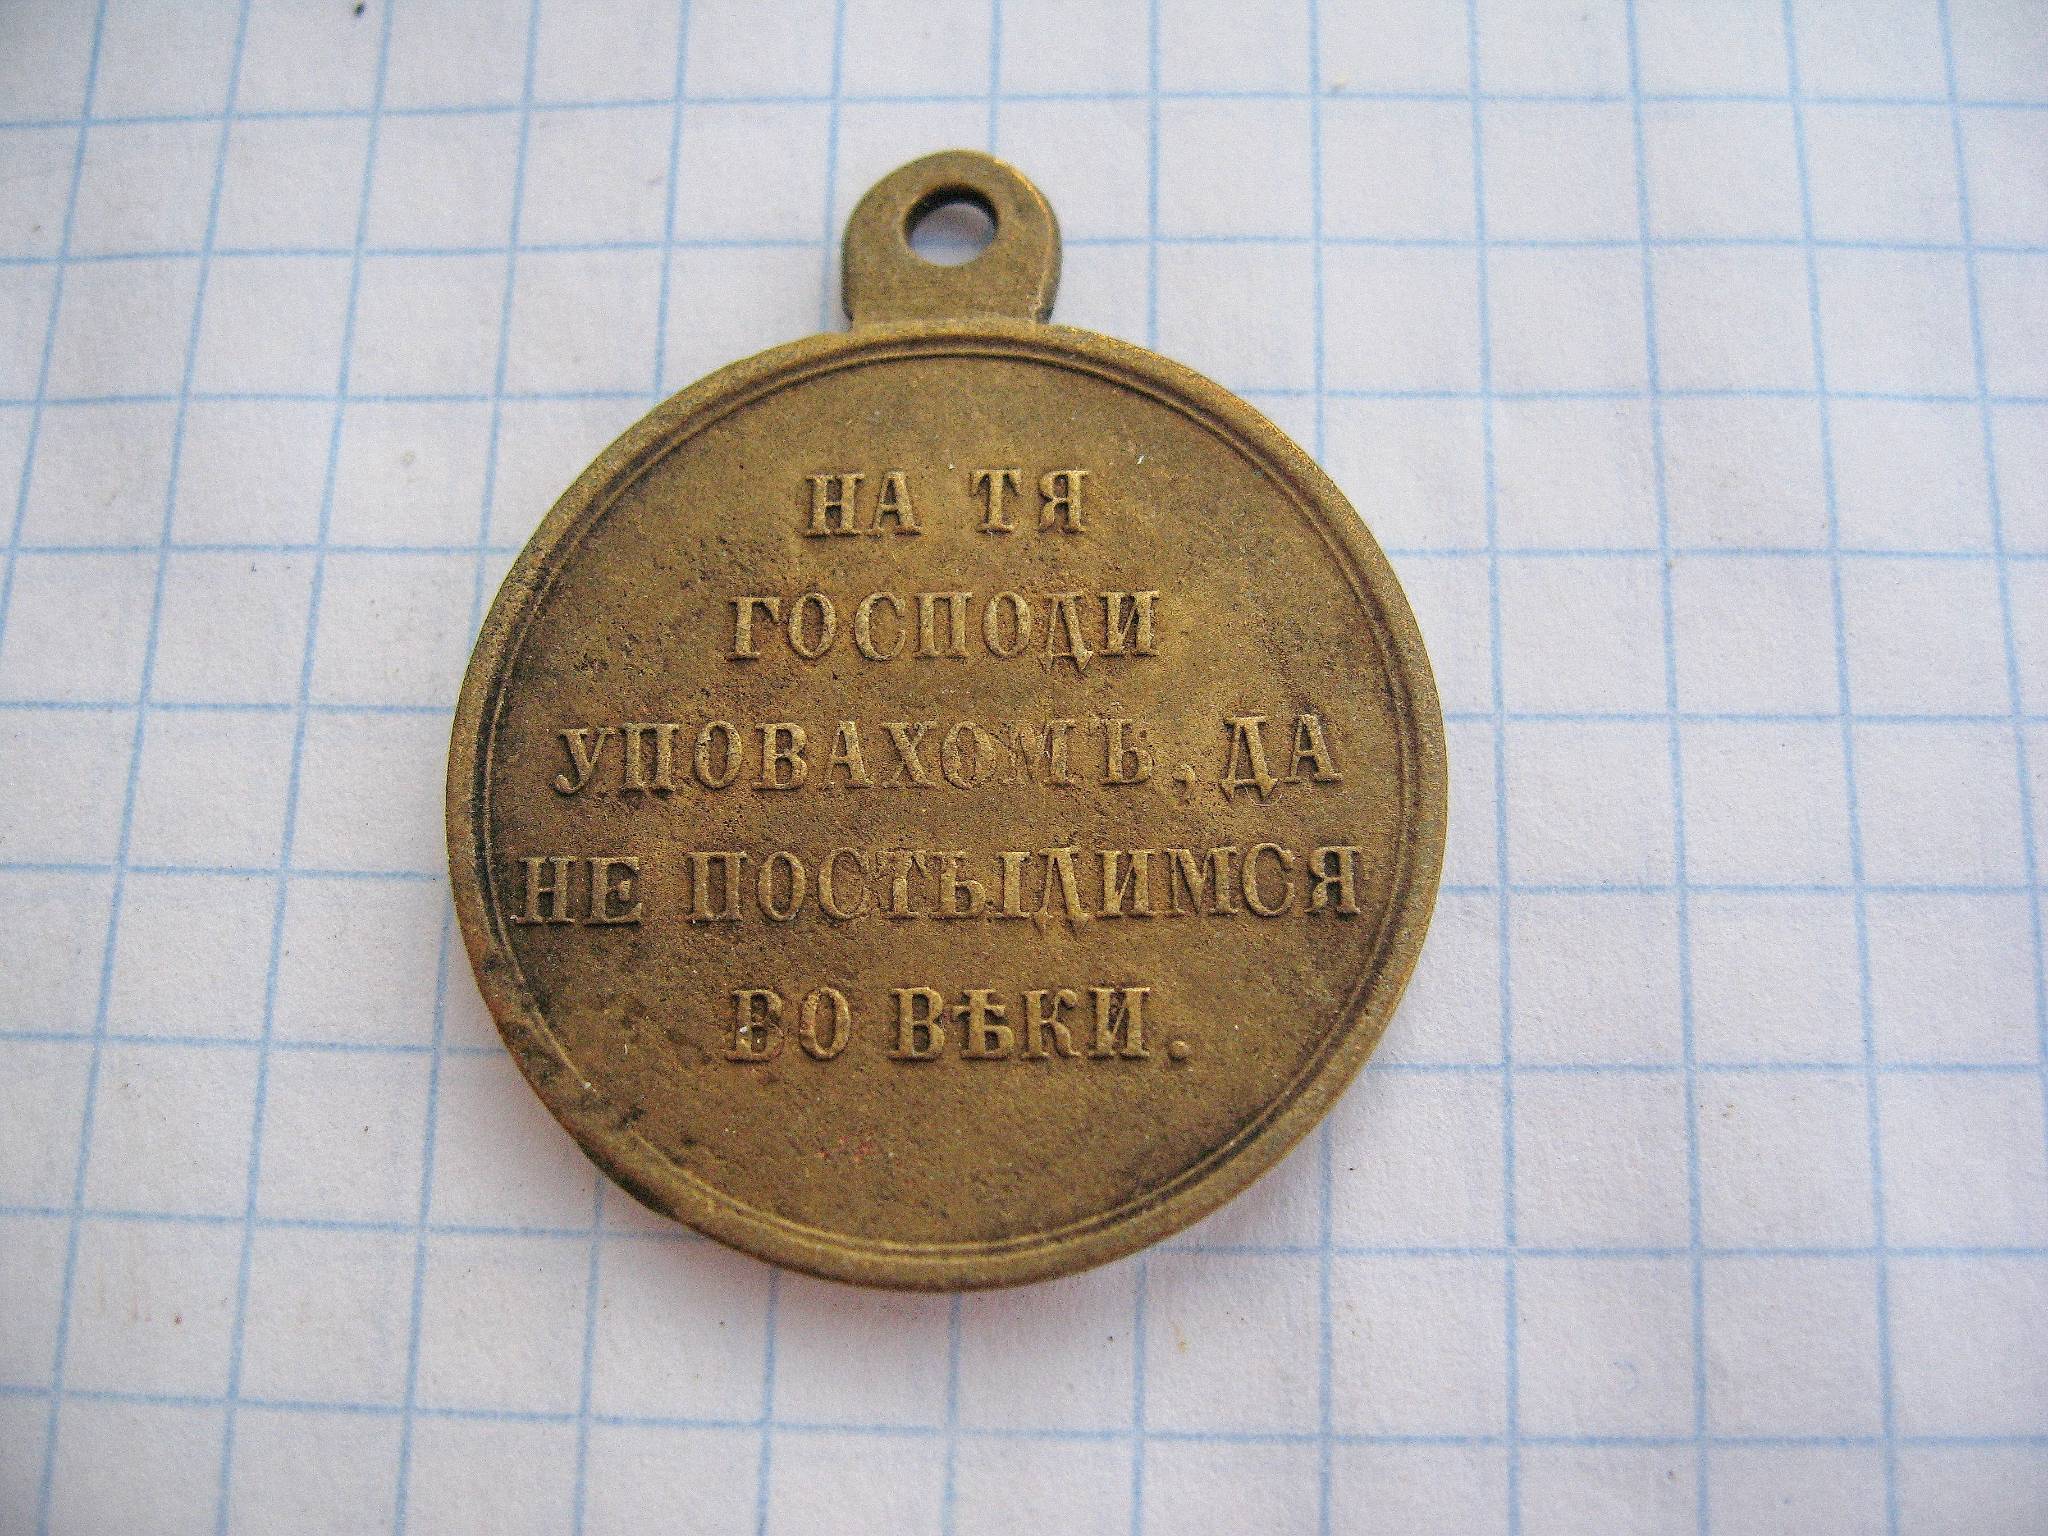 НА ТЯ
ГОСПОДИ
УПОВАХОМЪ, ДА
НЕ ПОСТЫДИМСЯ
ВО ВѢКИ.